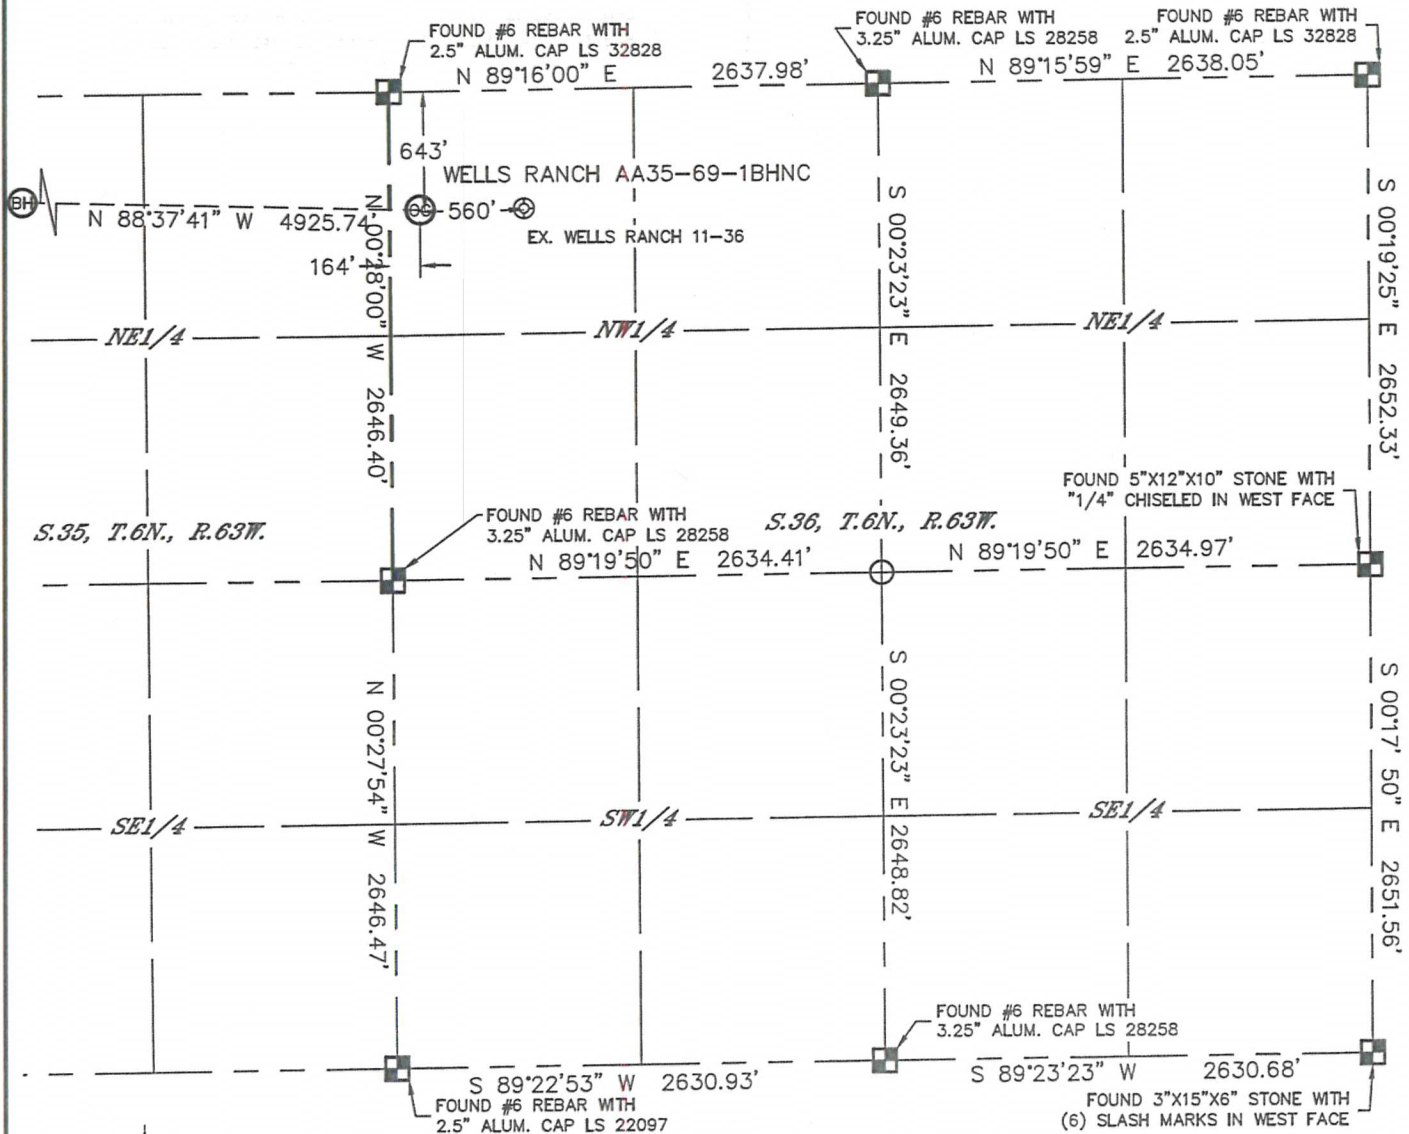 FOUND #6 REBAR WITH
2.5" ALUM. CAP LS 32828
FOUND #6 REBAR WITH
3.25" ALUM. CAP LS 28258
FOUND #6 REBAR WITH
2.5" ALUM. CAP LS 32828
N 89°16'00" E 2637.98'
N 89°15'59" E 2638.05'
643'
WELLS RANCH AA35-69-1BHNC
BH
N 88°37'41" W 4925.74'
OG
560'
EX. WELLS RANCH 11-36
164'
N 00°28'00" W 2646.40'
S 00°23'23" E 2649.36'
S 00°19'25" E 2652.33'
NE1/4
NW1/4
NE1/4
FOUND 5"X12"X10" STONE WITH
"1/4" CHISELED IN WEST FACE
S.35, T.6N., R.63W.
FOUND #6 REBAR WITH
3.25" ALUM. CAP LS 28258
S.36, T.6N., R.63W.
N 89°19'50" E 2634.41'
N 89°19'50" E 2634.97'
N 00°27'54" W 2646.47'
S 00°23'23" E 2648.82'
S 00°17' 50" E 2651.56'
SE1/4
SW1/4
SE1/4
FOUND #6 REBAR WITH
3.25" ALUM. CAP LS 28258
S 89°22'53" W 2630.93'
S 89°23'23" W 2630.68'
FOUND #6 REBAR WITH
2.5" ALUM. CAP LS 22097
FOUND 3"X15"X6" STONE WITH
(6) SLASH MARKS IN WEST FACE